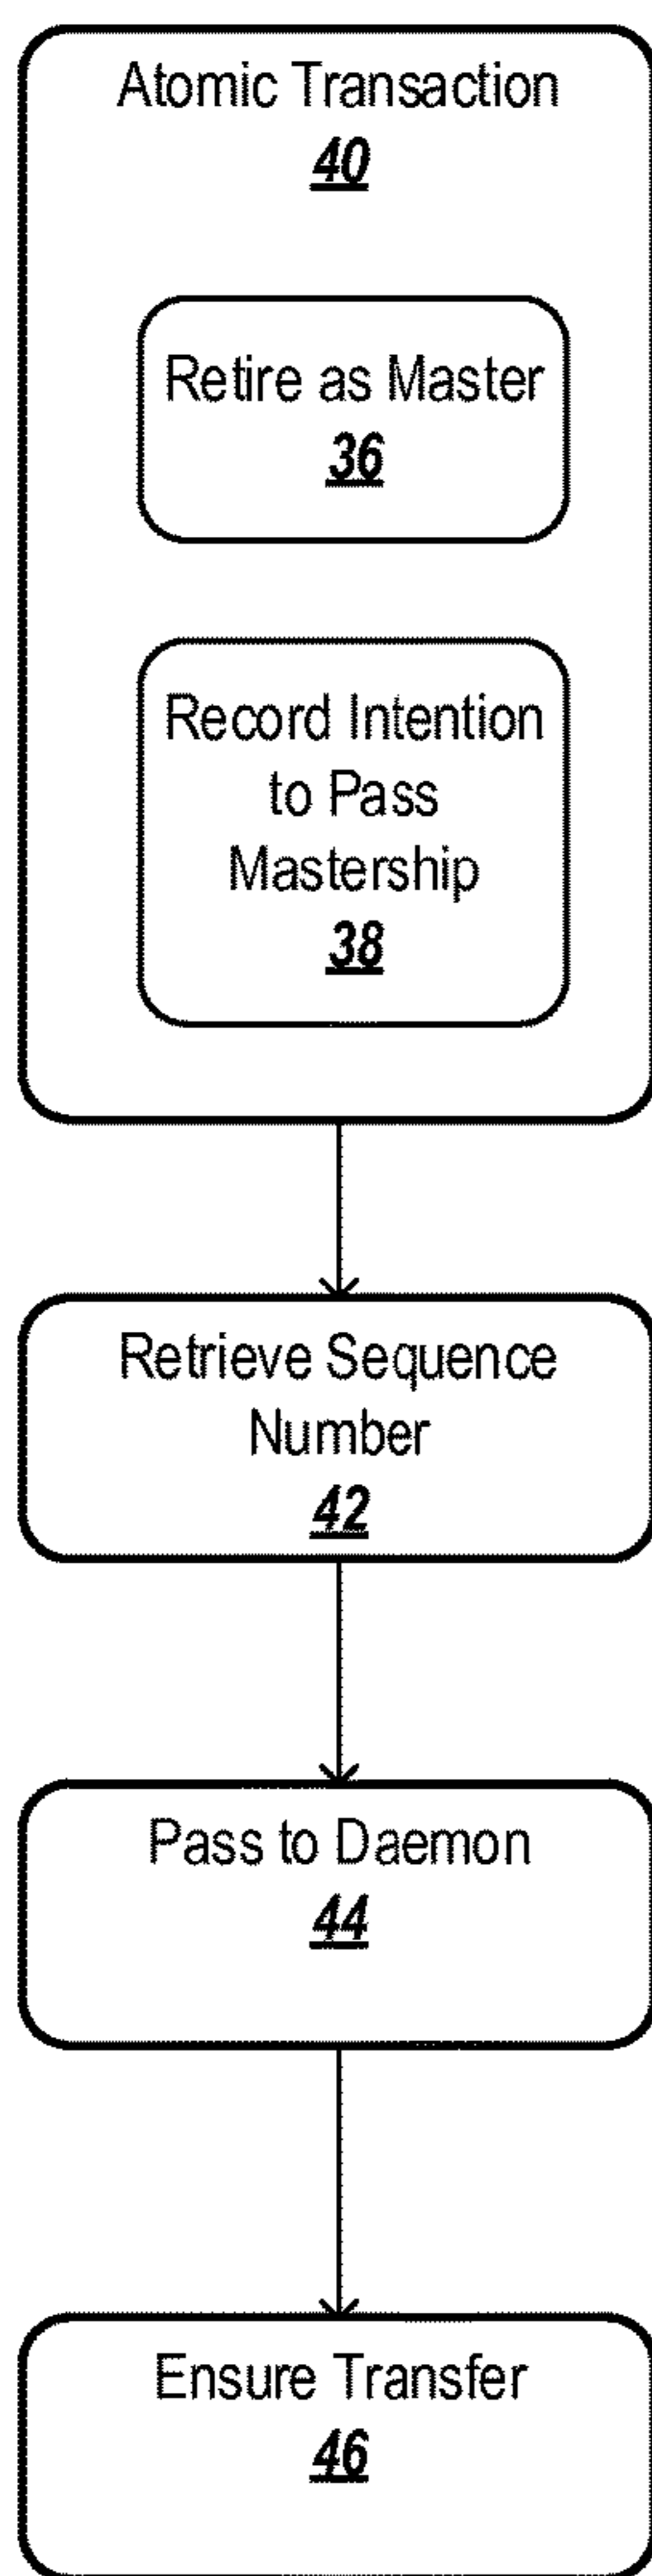 Atomic Transaction
40
Retire as Master
36
Record Intention
to Pass
Mastership
38
Retrieve Sequence
Number
42
Pass to Daemon
44
Ensure Transfer
46